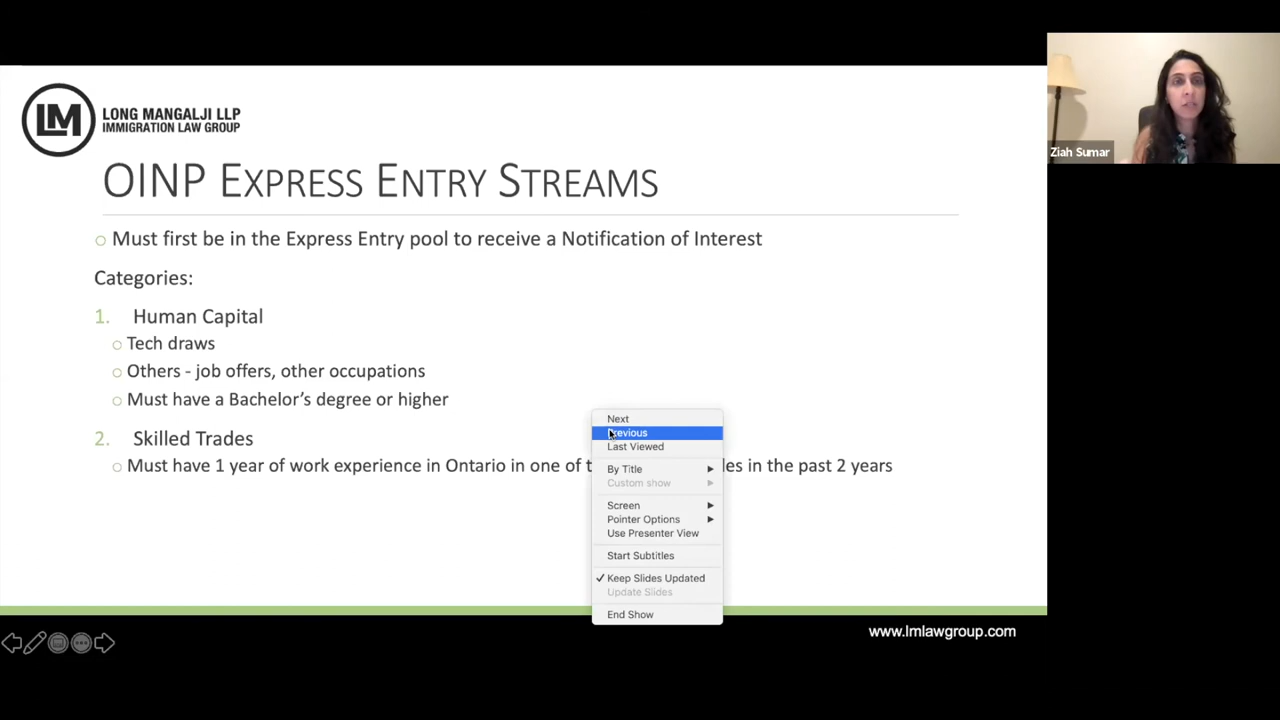 LM
LONG MANGALJI LLP
IMMIGRATION LAW GROUP
Ziah Sumar
OINP EXPRESS ENTRY STREAMS
Must first be in the Express Entry pool to receive a Notification of Interest
Categories:
1. Human Capital
Tech draws
Others - job offers, other occupations
Must have a Bachelor's degree or higher
2. Skilled Trades
Must have 1 year of work experience in Ontario in one of in the past 2 years
Next
Previous
Last Viewed
By Title
Custom show
Screen
Pointer Options
Use Presenter View
Start Subtitles
✓ Keep Slides Updated
Update Slides
End Show
www.lmlawgroup.com